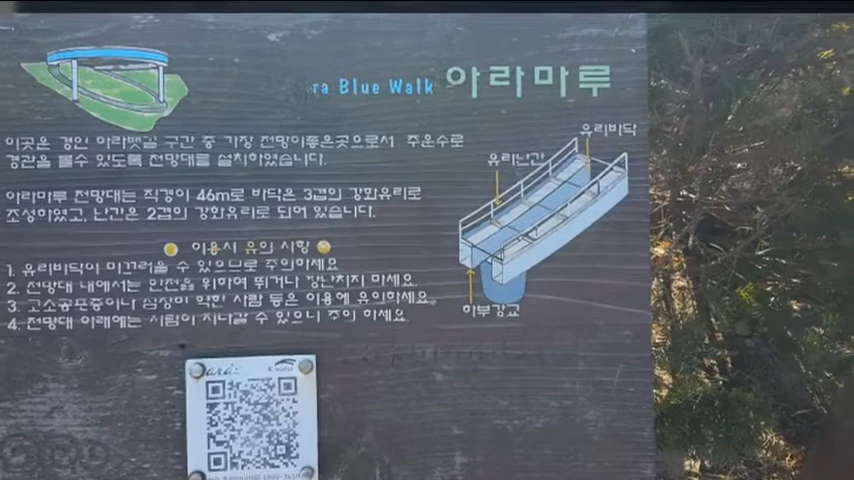 ra Blue Walk 아라마루
이곳은 경인 아라뱃길 구간 중 가장 전망이좋은곳으로서 주운수로
경관을 볼수 있도록 전망대를 설치하였습니다.
아라마루 전망대는 직경이 46m로 바닥은 3겹의 강화유리로
조성하였고, 난간은 2겹의 강화유리로 되어 있습니다.
유리바닥
유리난간
하부강교
이용시 유의 사항
1. 유리바닥이 미끄러울 수 있으므로 주의하세요
2. 전망대 내에서는 안전을 위하여 뛰거나 장난치지 마세요
3. 고소공포증이나 심장이 약한 사람 등은 이용에 유의하세요.
4. 전망대 아래에는 사람이 지나갈 수 있으니 주의 하세요.
K water